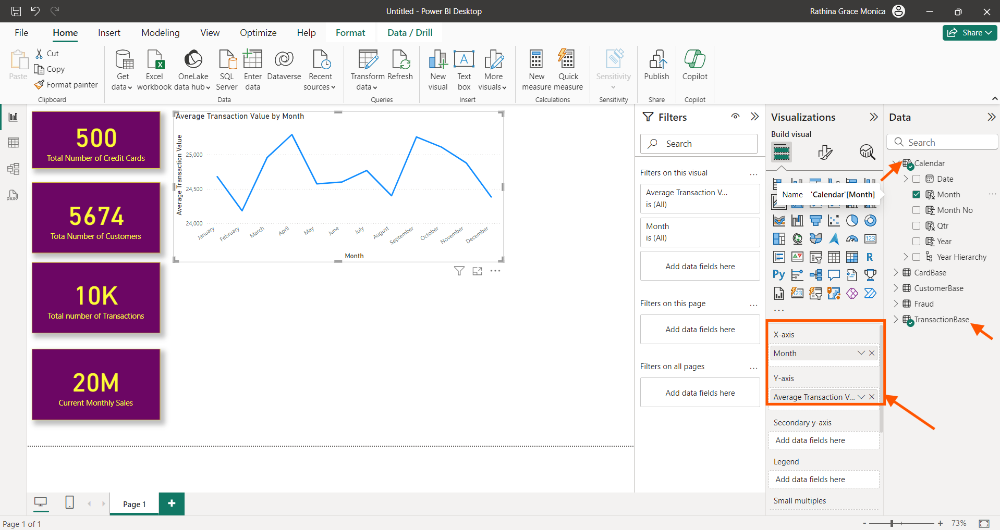 Untitled - Power BI Desktop
Rathina Grace Monica
File
Home
Insert
Modeling
View
Optimize
Help
Format
Data / Drill
Share
Paste
Cut
Copy
Format painter
Clipboard
Get data
Excel workbook
OneLake data hub
SQL Server
Enter data
Dataverse
Recent sources
Data
Transform data
Refresh
Queries
New visual
Text box
More visuals
Insert
New measure
Quick measure
Calculations
Sensitivity
Sensitivity
Publish
Share
Copilot
Copilot
500
Total Number of Credit Cards
5674
Tota Number of Customers
10K
Total number of Transactions
20M
Current Monthly Sales
Average Transaction Value by Month
Average Transaction Value
25,000
24,500
24,000
January
February
March
April
May
June
July
August
September
October
November
December
Month
Filters
Search
Filters on this visual
Average Transaction V...
is (All)
Month
is (All)
Add data fields here
Filters on this page
Add data fields here
Filters on all pages
Add data fields here
Visualizations
Build visual
Name 'Calendar'[Month]
123
R
Py
123
X-axis
Month
Y-axis
Average Transaction V...
Secondary y-axis
Add data fields here
Legend
Add data fields here
Small multiples
Data
Search
Calendar
Date
Month
Month No
Qtr
Year
Year Hierarchy
CardBase
CustomerBase
Fraud
TransactionBase
DAX
Page 1
Page 1 of 1
73%